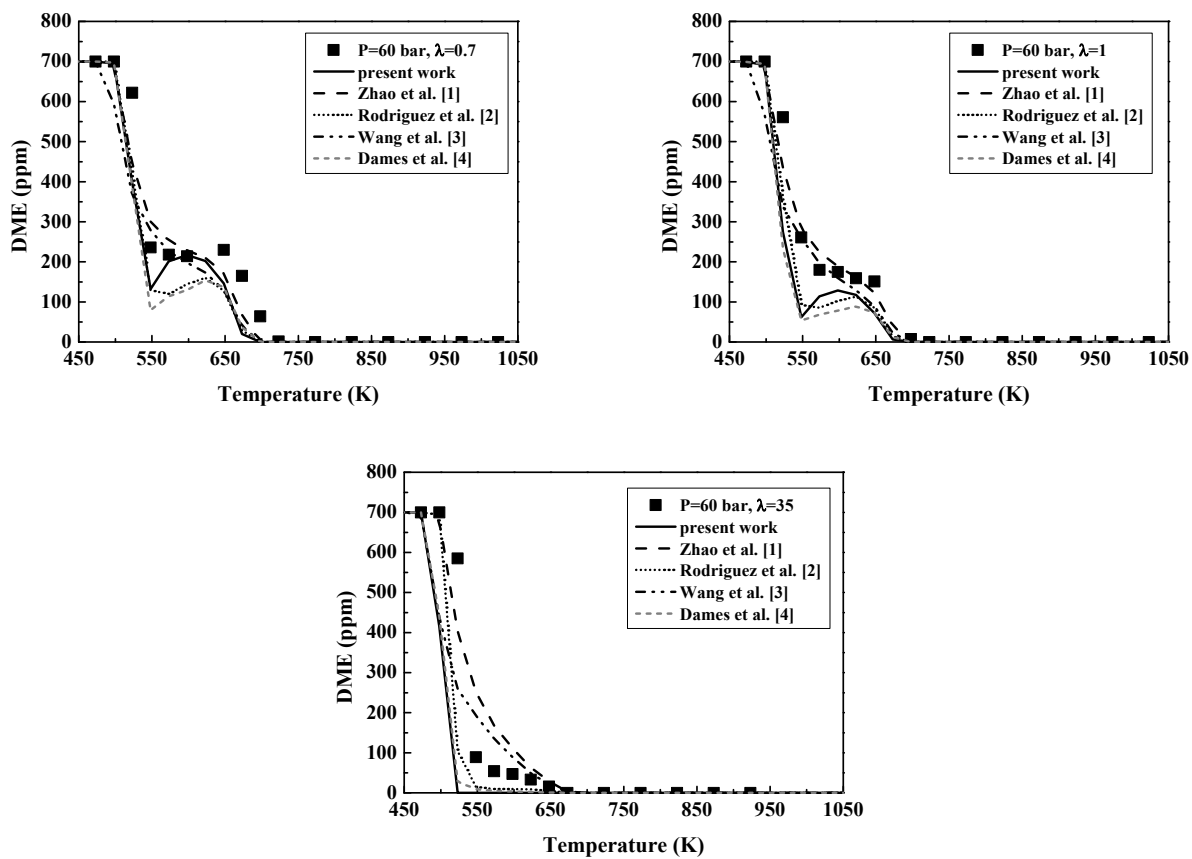 800
700
600
500
400
300
200
100
0
DME (ppm)
450 550 650 750 850 950 1050
Temperature (K)
P=60 bar, λ=0.7
present work
Zhao et al. [1]
Rodriguez et al. [2]
Wang et al. [3]
Dames et al. [4]
800
700
600
500
400
300
200
100
0
DME (ppm)
450 550 650 750 850 950 1050
Temperature (K)
P=60 bar, λ=1
present work
Zhao et al. [1]
Rodriguez et al. [2]
Wang et al. [3]
Dames et al. [4]
800
700
600
500
400
300
200
100
0
DME (ppm)
450 550 650 750 850 950 1050
Temperature (K)
P=60 bar, λ=35
present work
Zhao et al. [1]
Rodriguez et al. [2]
Wang et al. [3]
Dames et al. [4]